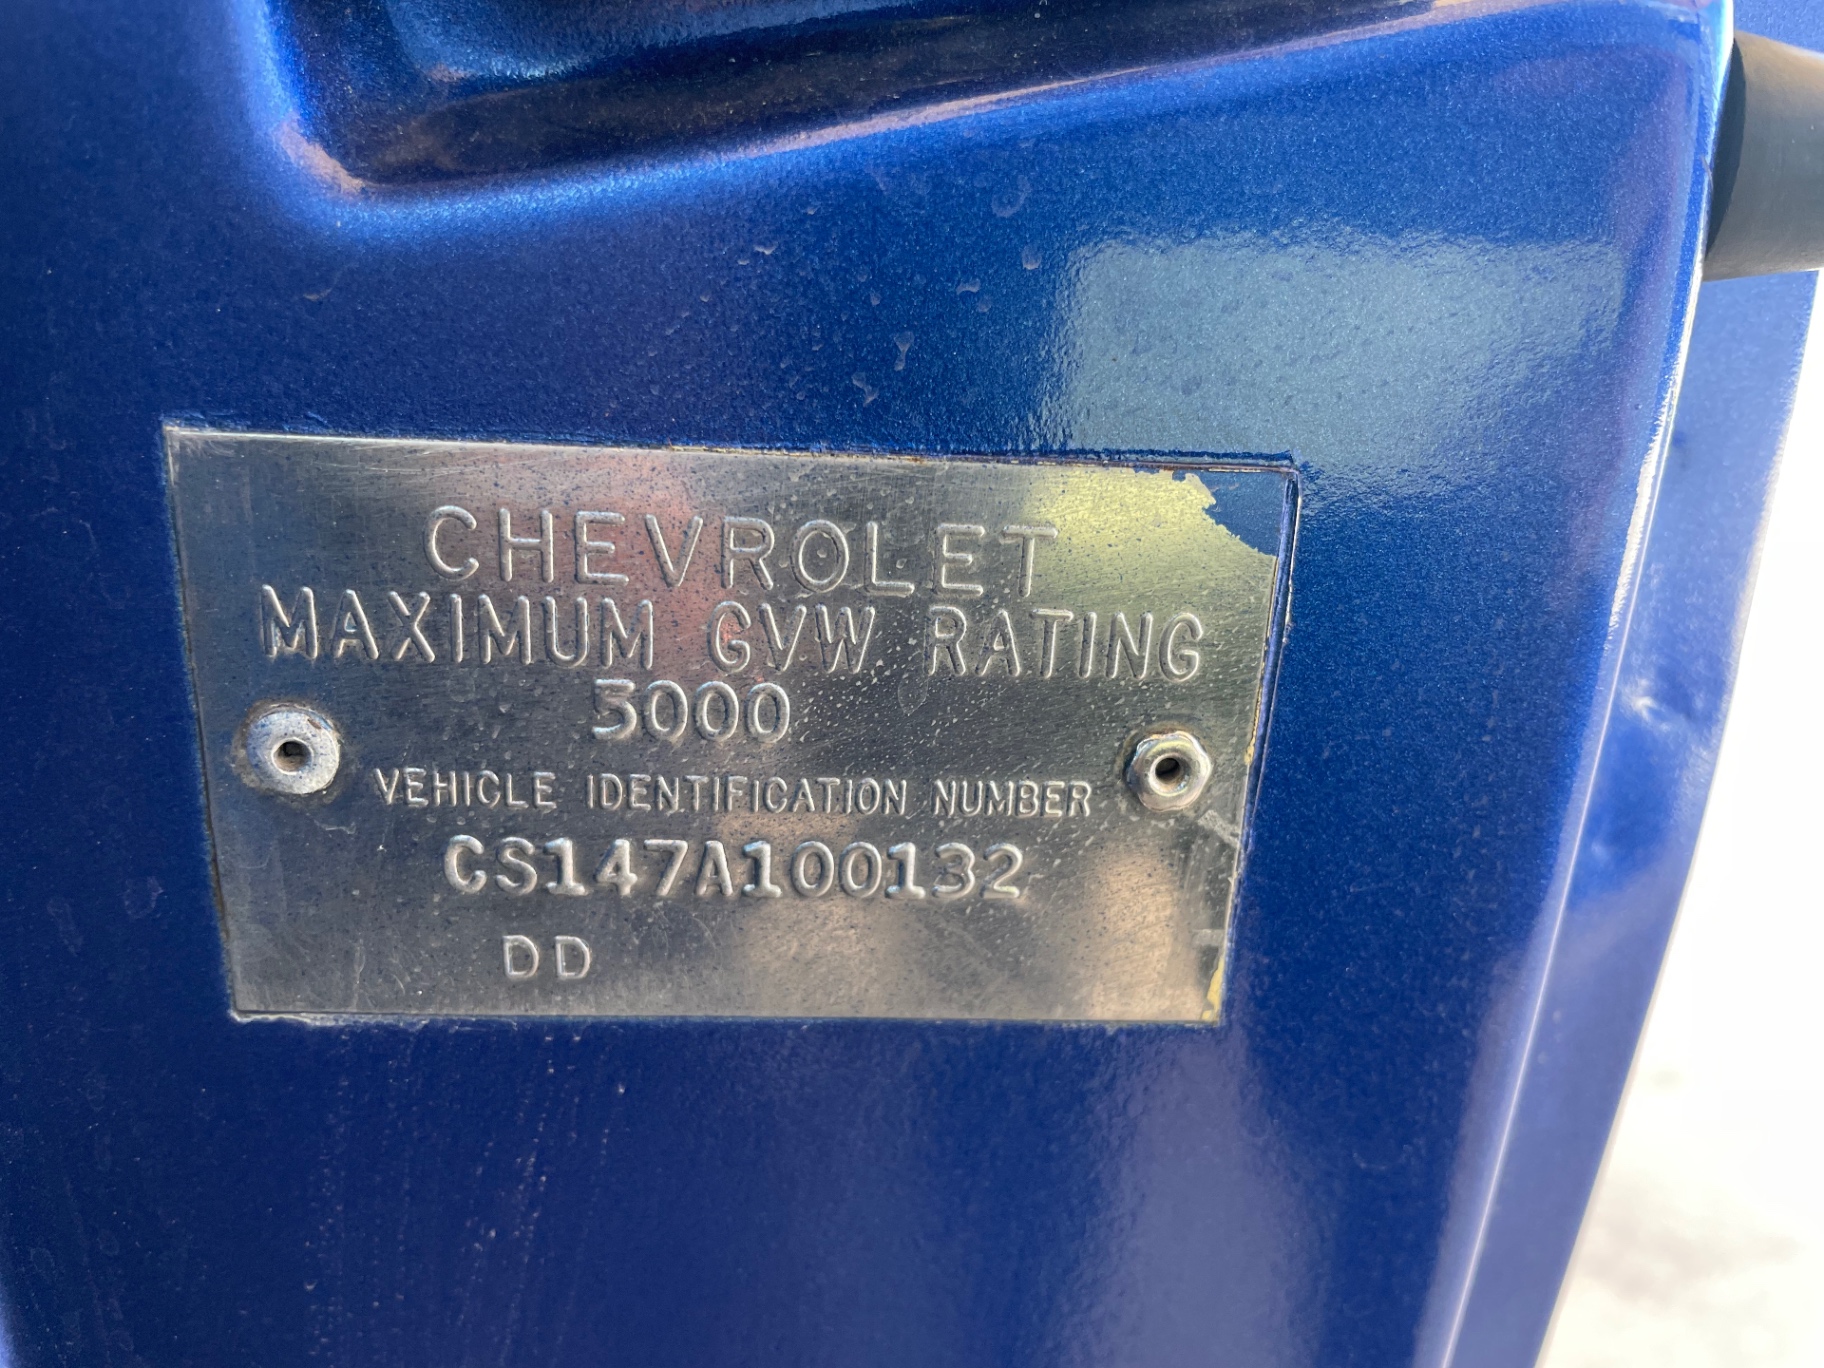 CHEVROLET
MAXIMUM GVW RATING
5000
VEHICLE IDENTIFICATION NUMBER
CS147A100132
DD